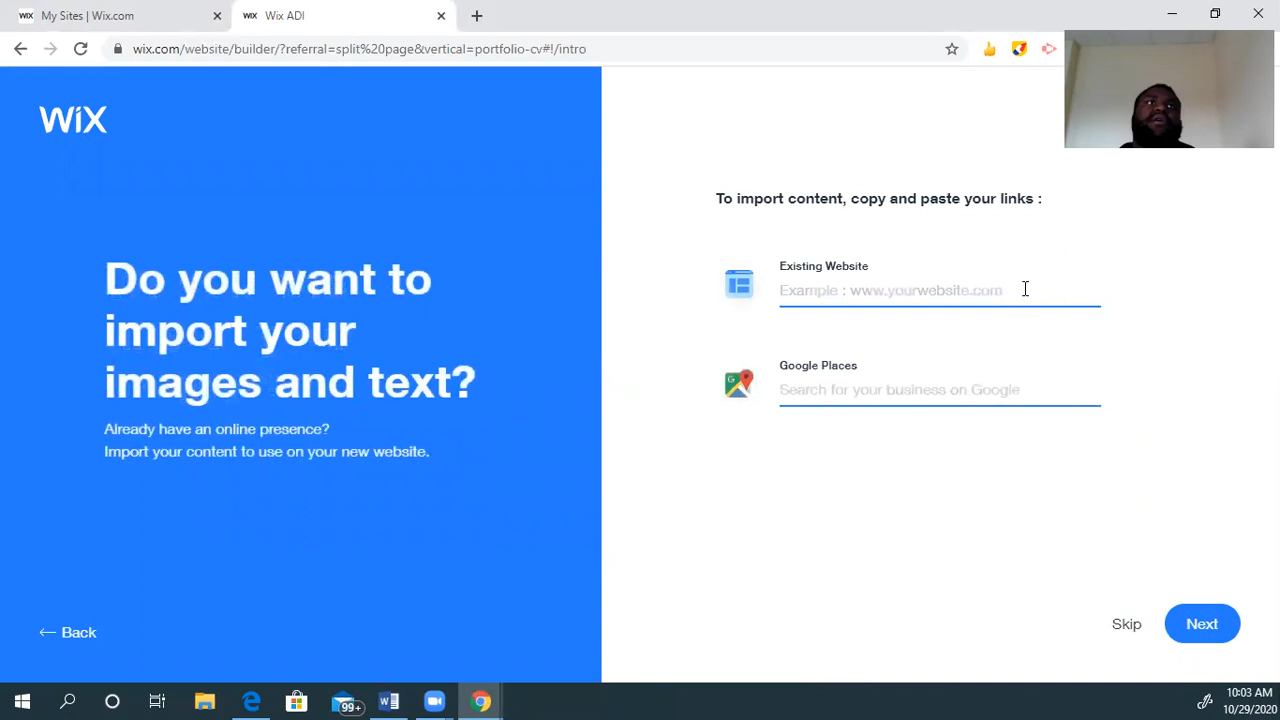 WiX My Sites | Wix.com
WiX Wix ADI
wix.com/website/builder/?referral=split%20page&vertical=portfolio-cv#!/intro
WiX
Do you want to
import your
images and text?
Already have an online presence?
Import your content to use on your new website.
Back
To import content, copy and paste your links :
Existing Website
Example : www.yourwebsite.com
Google Places
Search for your business on Google
Skip
Next
99+
10:03 AM
10/29/2020